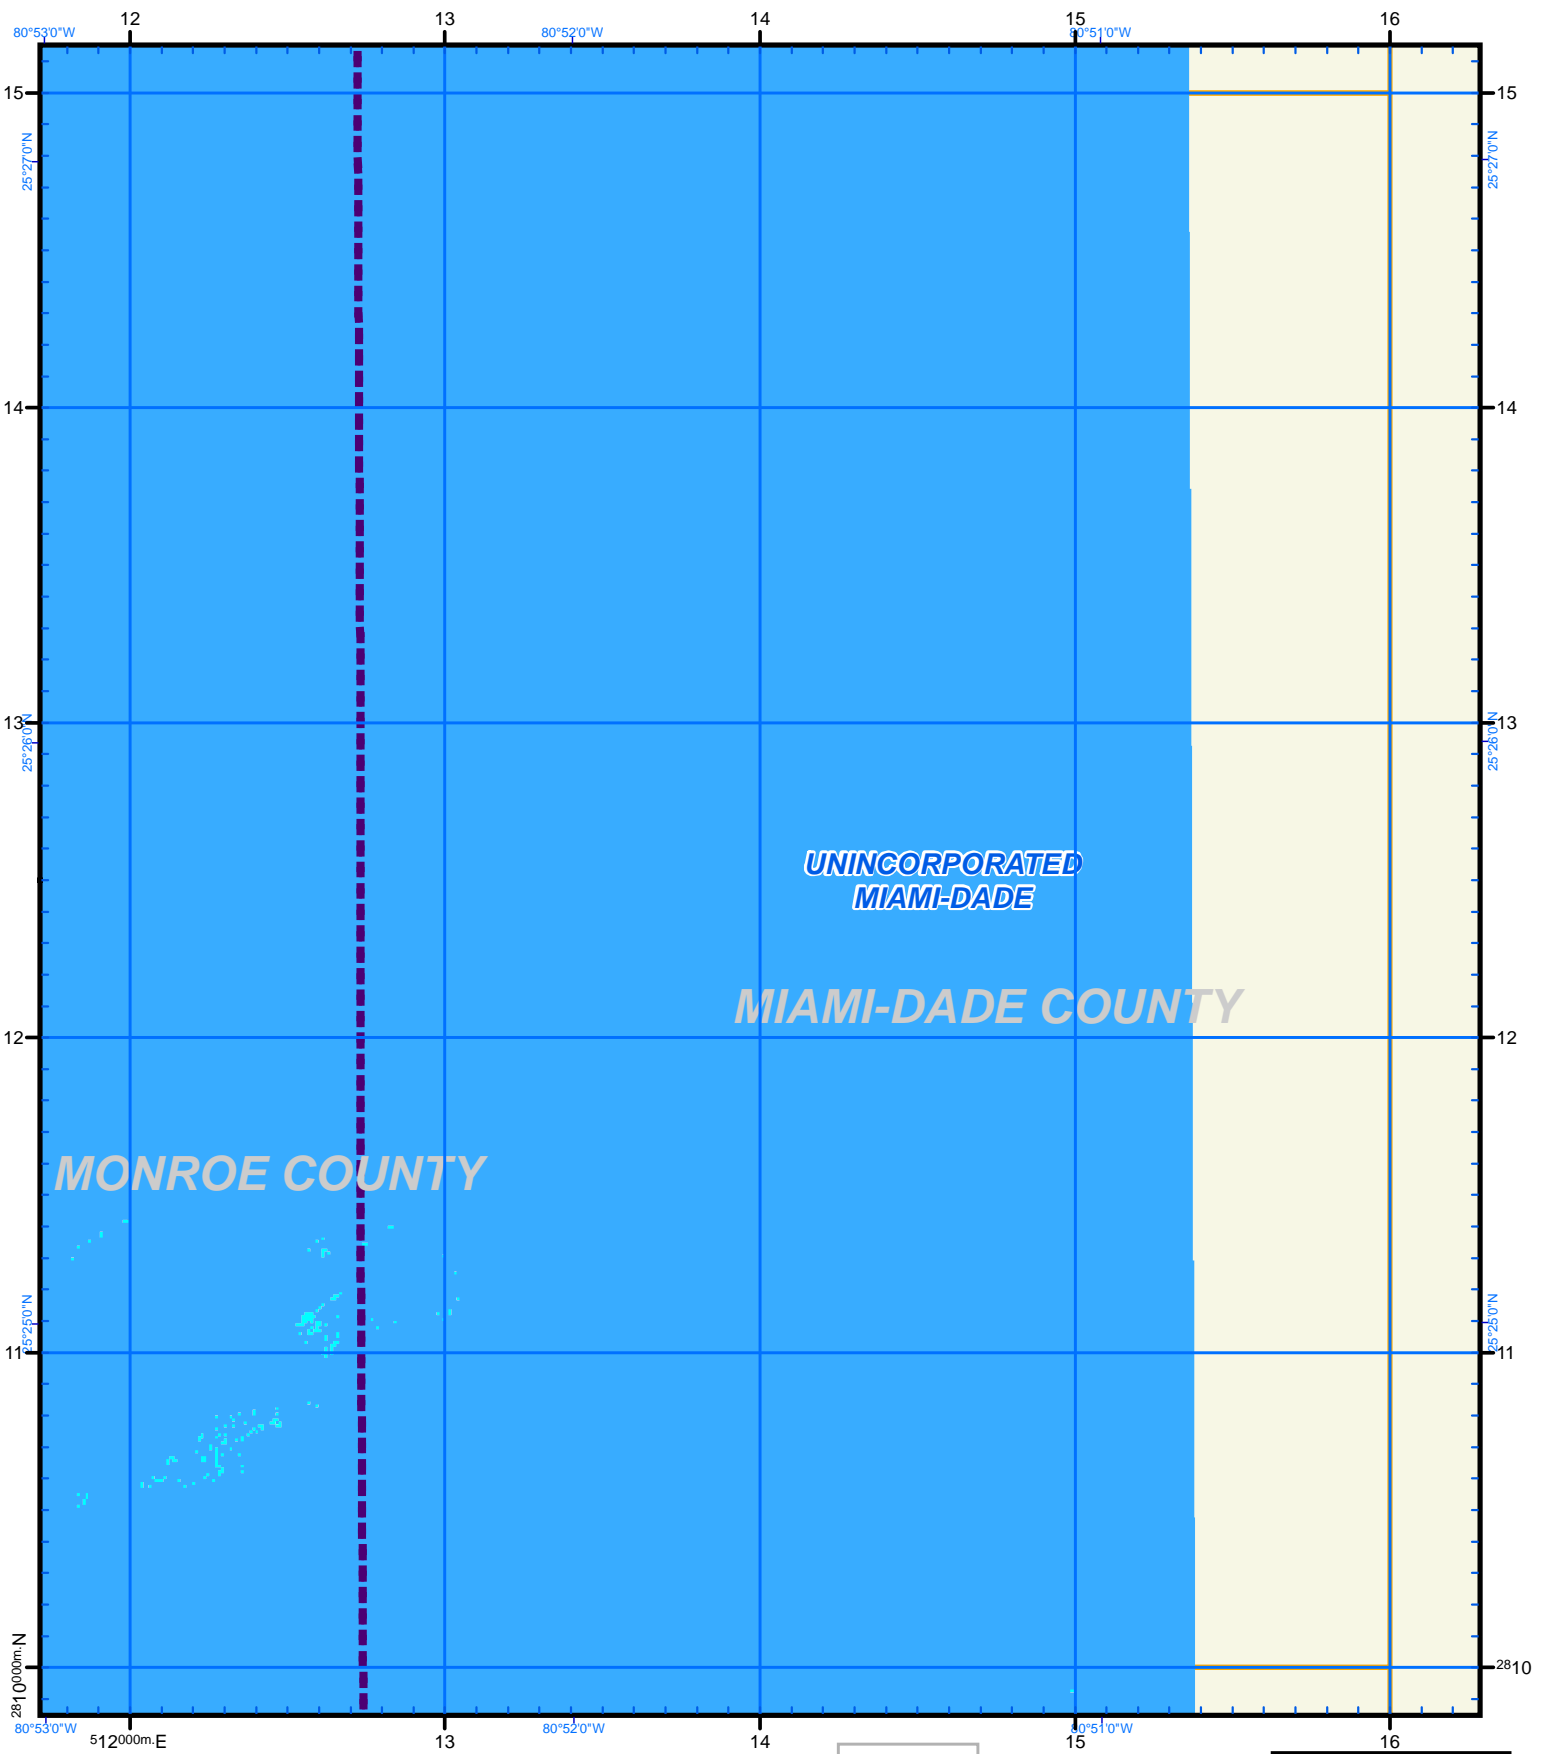 12 13 14 15 16
80°53'0"W 80°52'0"W 80°51'0"W
15 15
25°27'0"N 25°27'0"N
14 14
13 13
25°26'0"N 25°26'0"N
UNINCORPORATED
MIAMI-DADE
MIAMI-DADE COUNTY
12 12
MONROE COUNTY
25°25'0"N 25°25'0"N
11 11
2810000m.N 2810
80°53'0"W 80°52'0"W 80°51'0"W
512000m.E 13 14 15 16